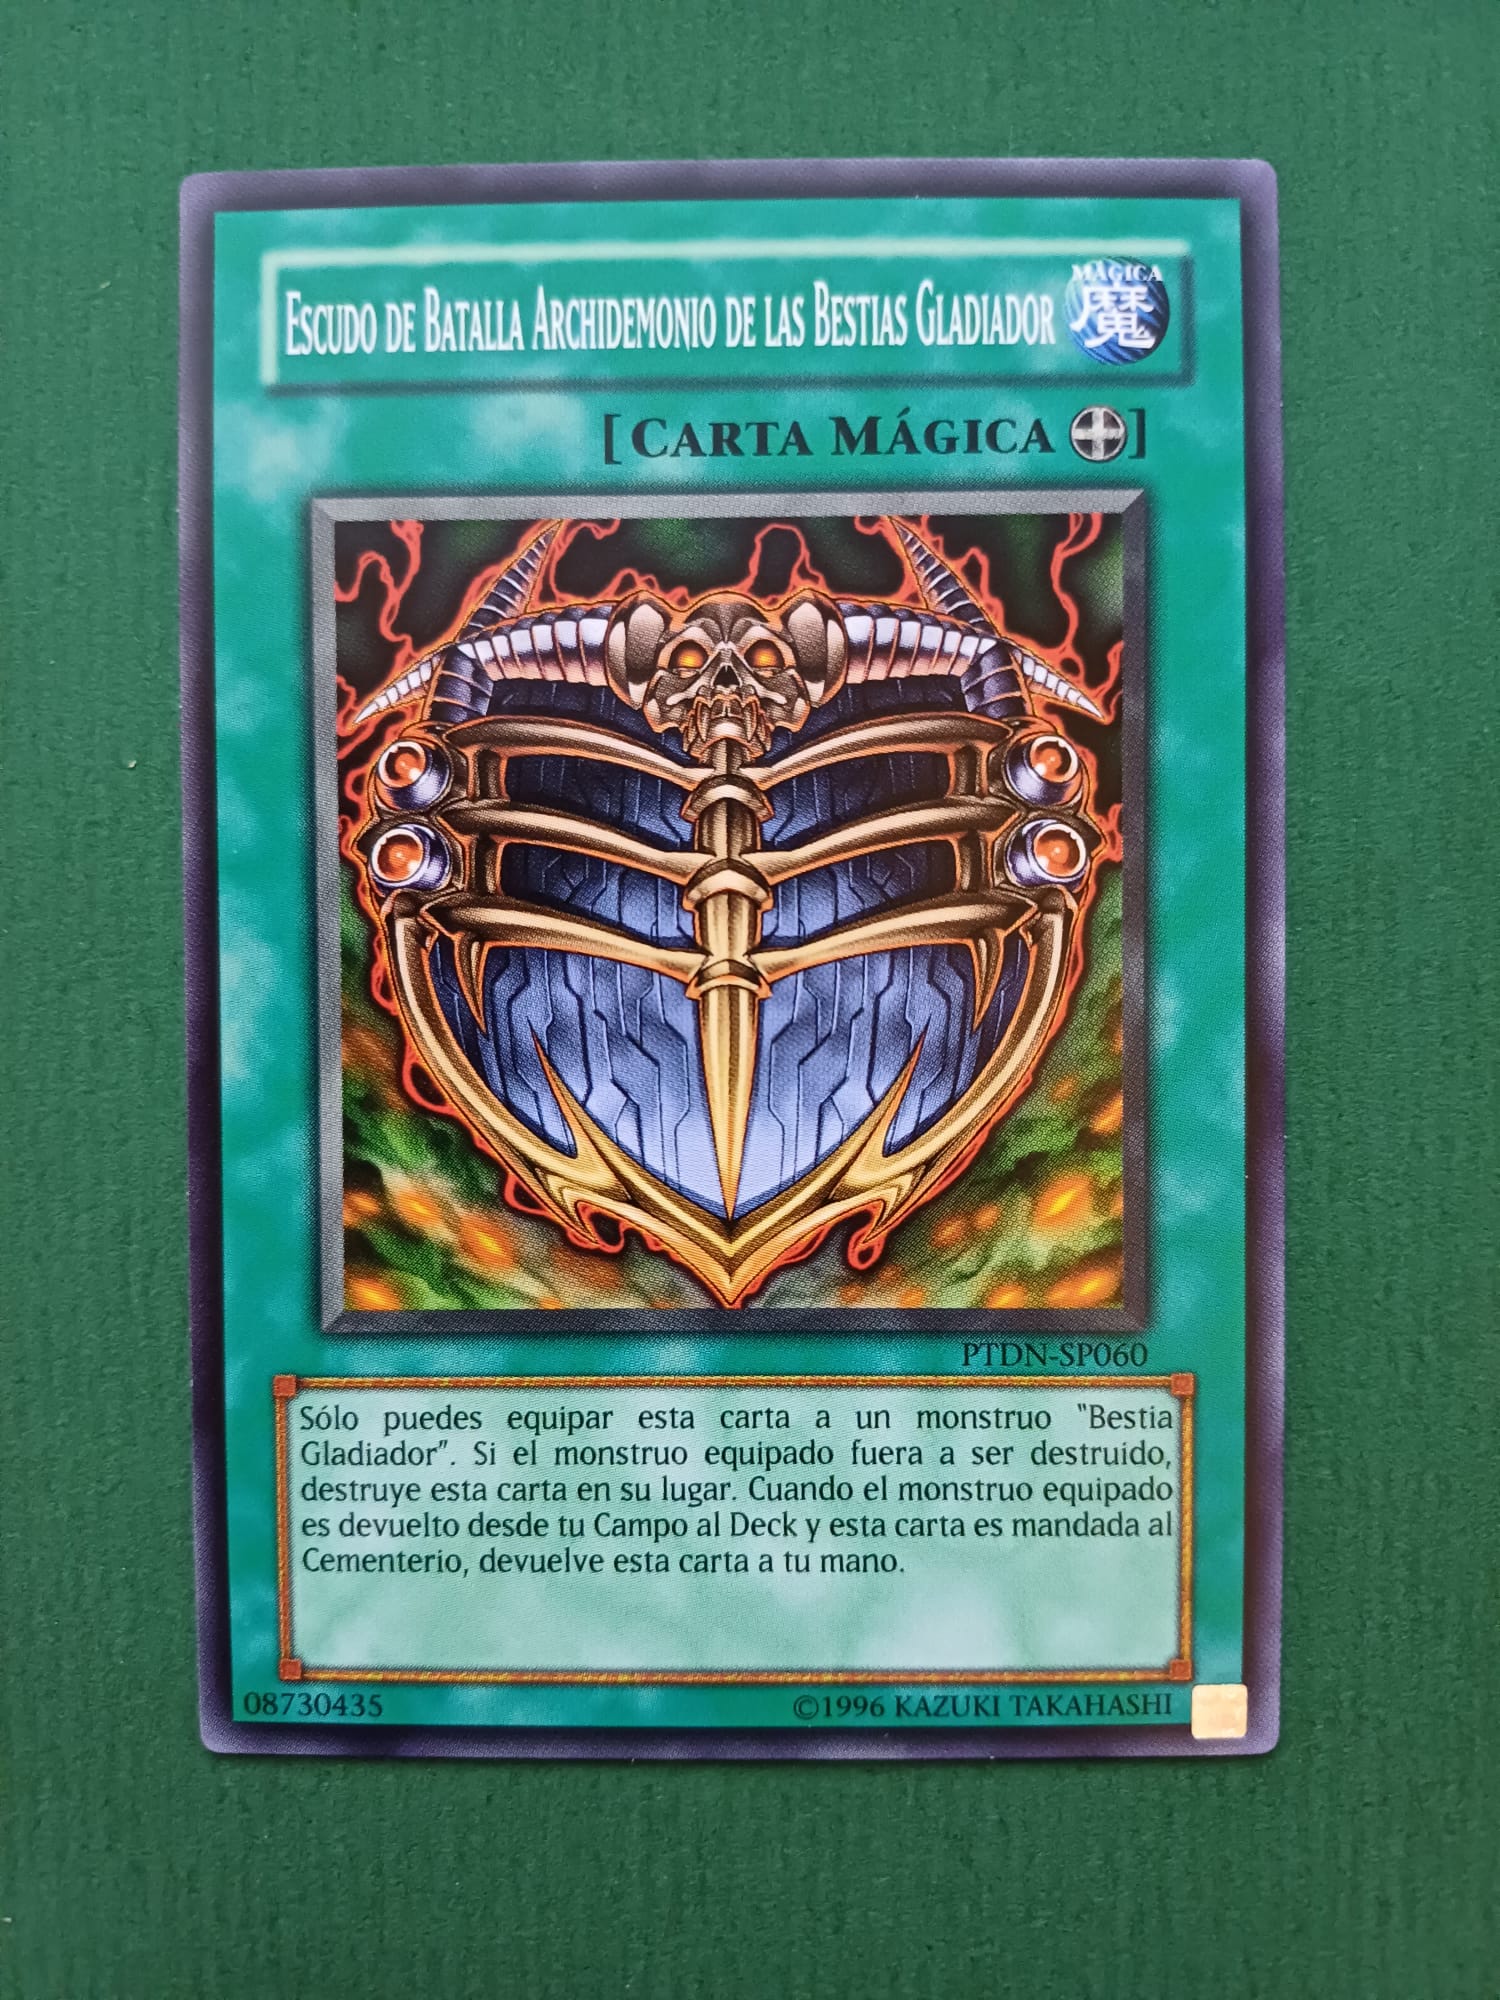 MÁGICA
ESCUDO DE BATALLA ARCHIDEMONIO DE LAS BESTIAS GLADIADOR 魔
[CARTA MÁGICA ]
PTDN-SP060
Sólo puedes equipar esta carta a un monstruo "Bestia
Gladiador". Si el monstruo equipado fuera a ser destruido,
destruye esta carta en su lugar. Cuando el monstruo equipado
es devuelto desde tu Campo al Deck y esta carta es mandada al
Cementerio, devuelve esta carta a tu mano.
08730435 ©1996 KAZUKI TAKAHASHI